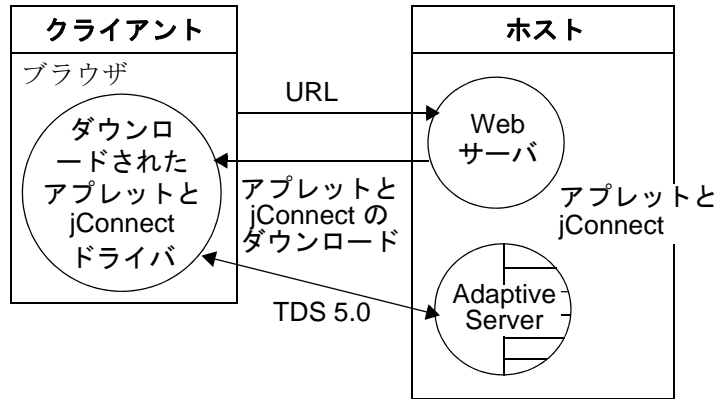 クライアント
ブラウザ
ダウンロ
ードされた
アプレットと
jConnect
ドライバ
URL
アプレットと
jConnect の
ダウンロード
TDS 5.0
ホスト
Web
サーバ
アプレットと
jConnect
Adaptive
Server